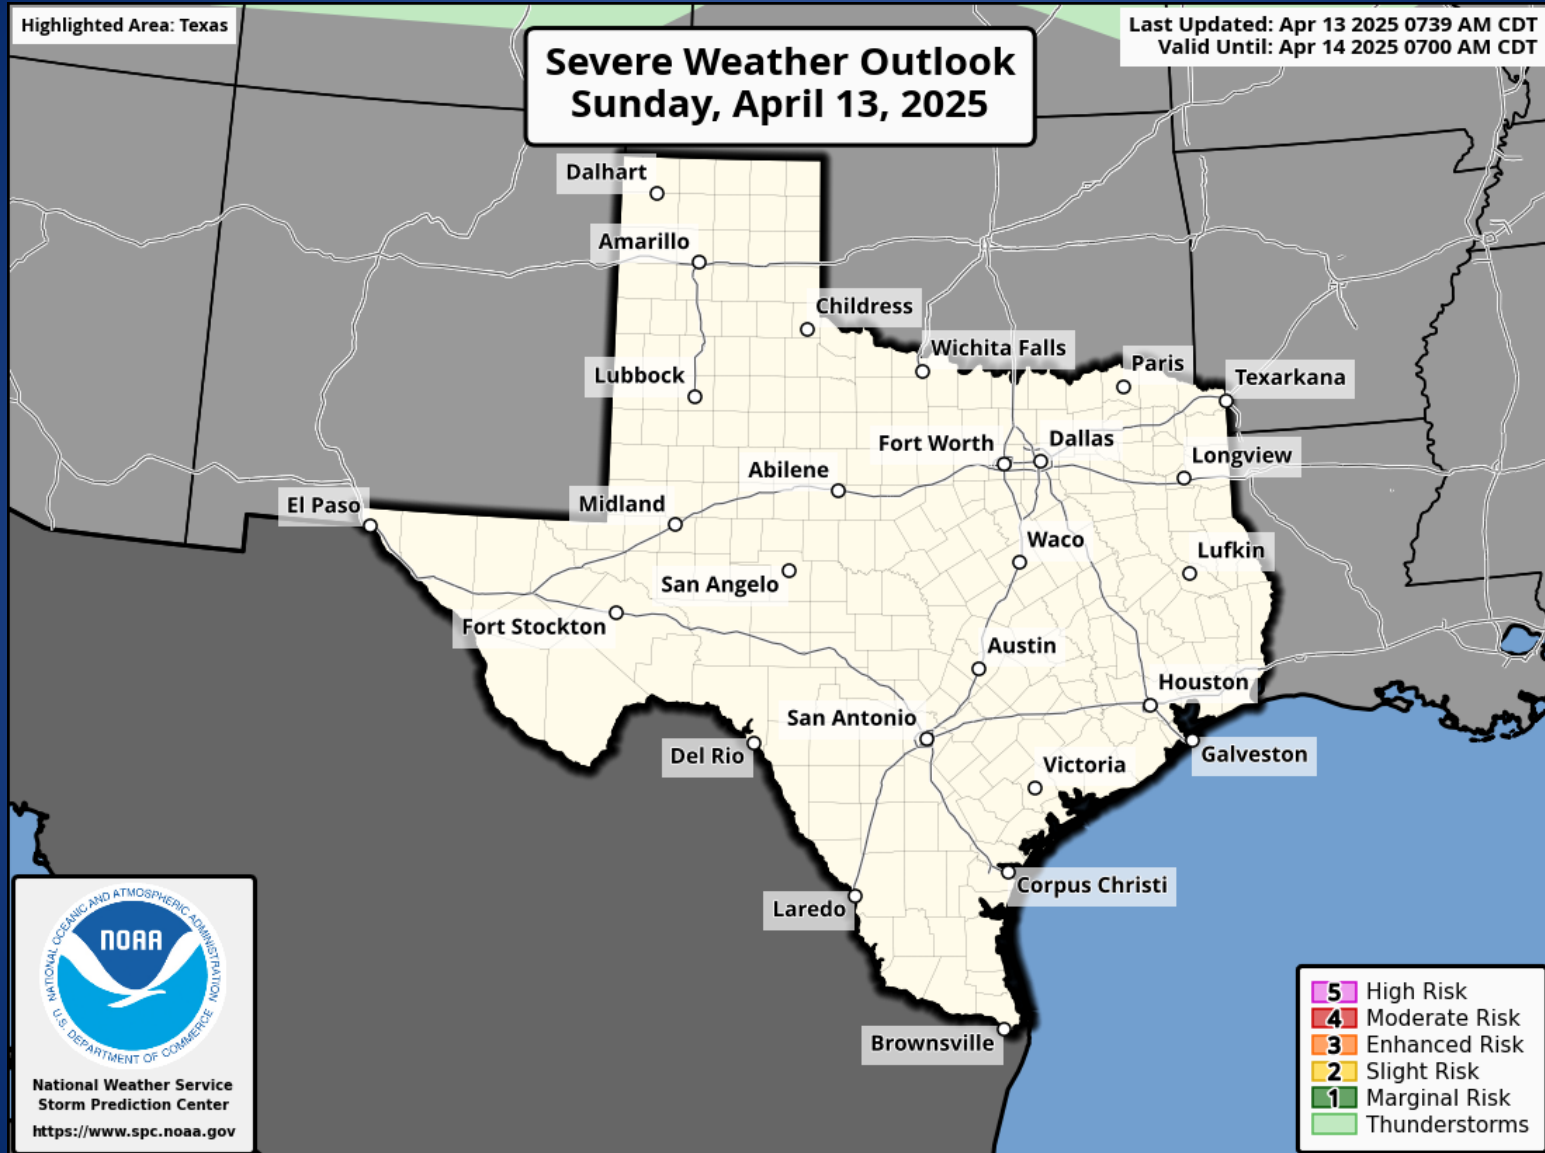 Highlighted Area: Texas
Last Updated: Apr 13 2025 0739 AM CDT
Valid Until: Apr 14 2025 0700 AM CDT
Severe Weather Outlook
Sunday, April 13, 2025
Dalhart
Amarillo
Childress
Wichita Falls
Paris
Texarkana
Lubbock
Fort Worth
Dallas
Longview
Abilene
Midland
El Paso
Waco
Lufkin
San Angelo
Fort Stockton
Austin
Houston
San Antonio
Del Rio
Galveston
Victoria
Corpus Christi
Laredo
Brownsville
NATIONAL OCEANIC AND ATMOSPHERIC ADMINISTRATION
NOAA
U.S. DEPARTMENT OF COMMERCE
National Weather Service
Storm Prediction Center
https://www.spc.noaa.gov
5 High Risk
4 Moderate Risk
3 Enhanced Risk
2 Slight Risk
1 Marginal Risk
Thunderstorms